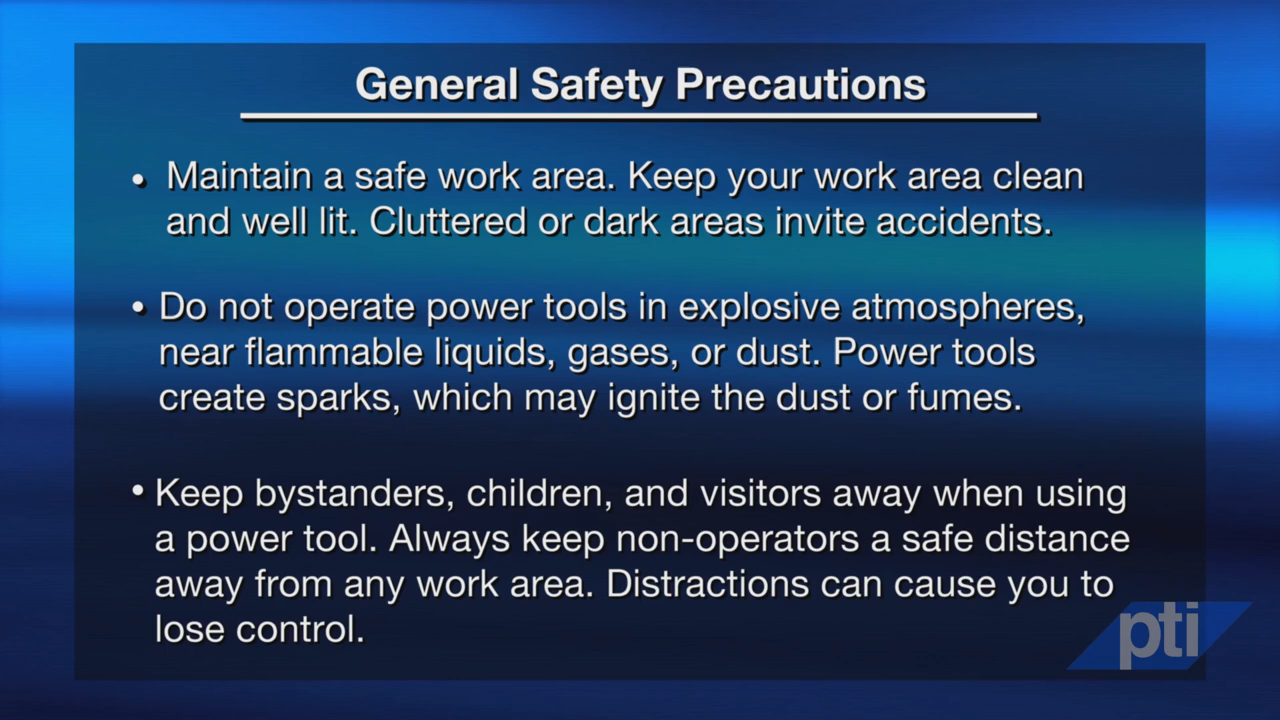 General Safety Precautions
• Maintain a safe work area. Keep your work area clean
and well lit. Cluttered or dark areas invite accidents.
• Do not operate power tools in explosive atmospheres,
near flammable liquids, gases, or dust. Power tools
create sparks, which may ignite the dust or fumes.
• Keep bystanders, children, and visitors away when using
a power tool. Always keep non-operators a safe distance
away from any work area. Distractions can cause you to
lose control.
pti